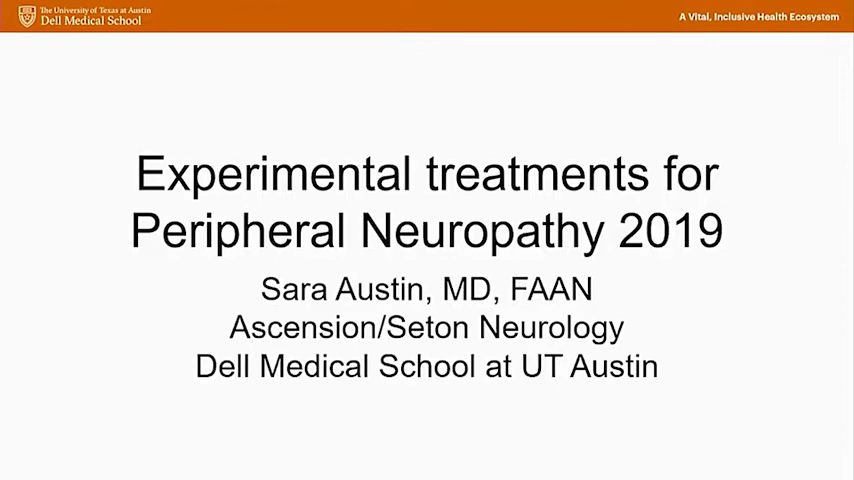 The University of Texas at Austin
Dell Medical School
A Vital, Inclusive Health Ecosystem
Experimental treatments for
Peripheral Neuropathy 2019
Sara Austin, MD, FAAN
Ascension/Seton Neurology
Dell Medical School at UT Austin